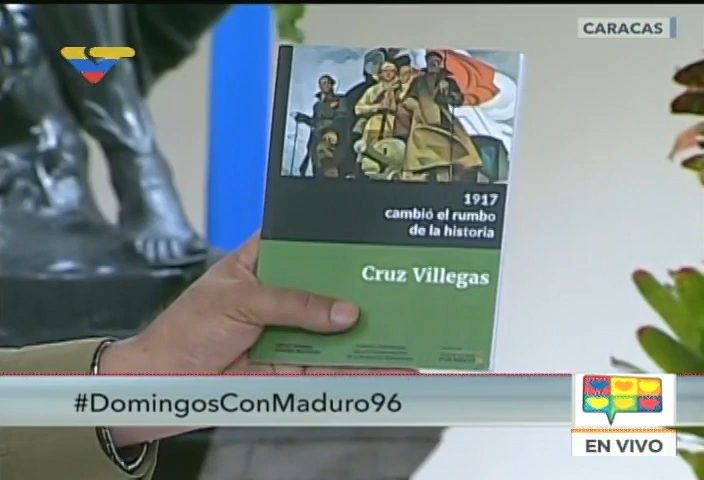 CARACAS
1917
cambió el rumbo
de la historia
Cruz Villegas
#DomingosConMaduro96
EN VIVO